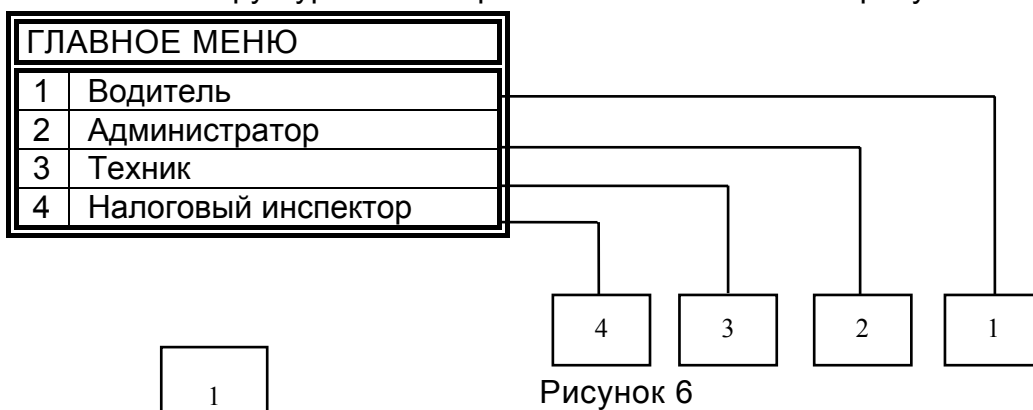 ГЛАВНОЕ МЕНЮ
1 Водитель
2 Администратор
3 Техник
4 Налоговый инспектор
4 3 2 1
1
Рисунок 6